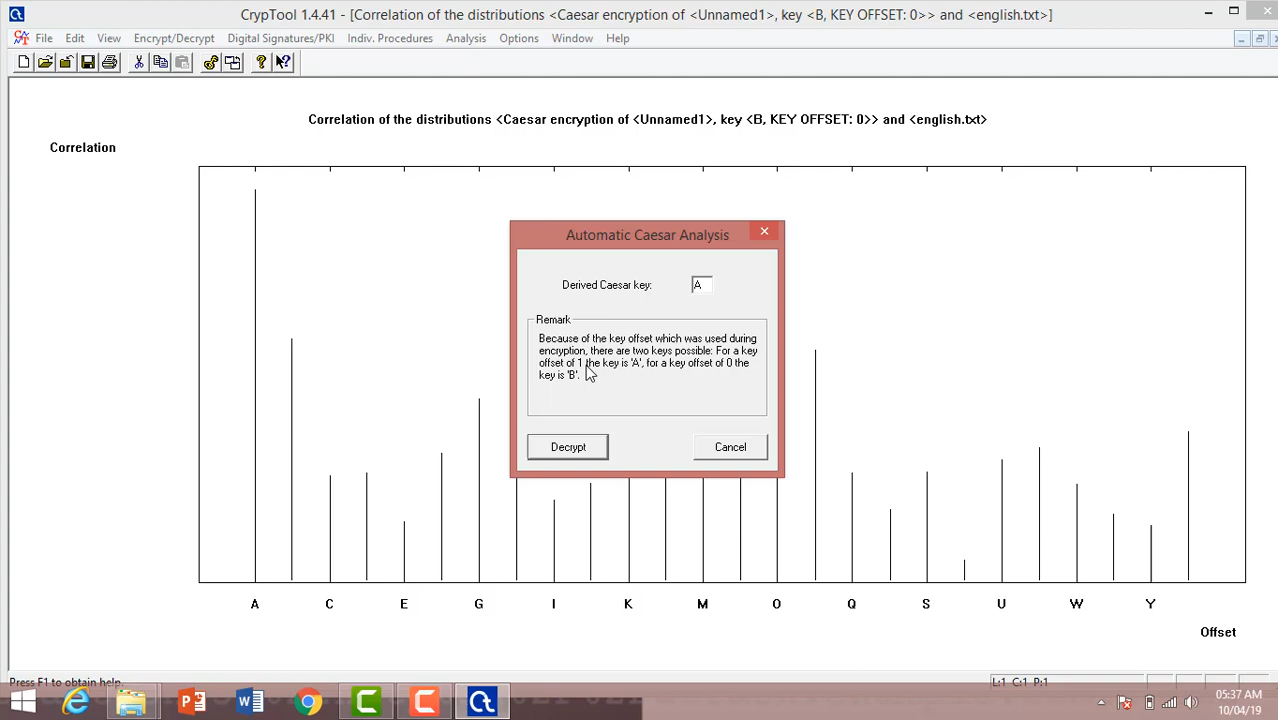 CrypTool 1.4.41 - [Correlation of the distributions <Caesar encryption of <Unnamed1>, key <B, KEY OFFSET: 0>> and <english.txt>]
File Edit View Encrypt/Decrypt Digital Signatures/PKI Indiv. Procedures Analysis Options Window Help
Correlation of the distributions <Caesar encryption of <Unnamed1>, key <B, KEY OFFSET: 0>> and <english.txt>
Correlation
Automatic Caesar Analysis
Derived Caesar key: A
Remark
Because of the key offset which was used during
encryption, there are two keys possible: For a key
offset of 1 the key is 'A', for a key offset of 0 the
key is 'B'.
Decrypt Cancel
A C E G I K M O Q S U W Y
Offset
Press F1 to obtain help.
L:1 C:1 P:1
05:37 AM
10/04/19